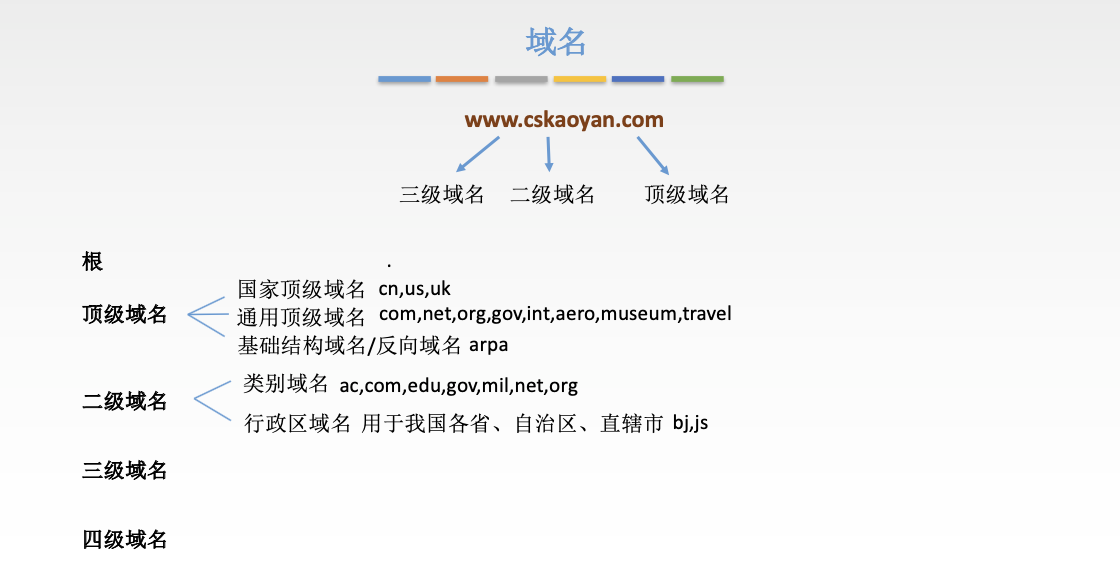 域名
www.cskaoyan.com
三级域名 二级域名 顶级域名
根 .
国家顶级域名 cn,us,uk
顶级域名 通用顶级域名 com,net,org,gov,int,aero,museum,travel
基础结构域名/反向域名 arpa
类别域名 ac,com,edu,gov,mil,net,org
二级域名
行政区域名 用于我国各省、自治区、直辖市 bj,js
三级域名
四级域名